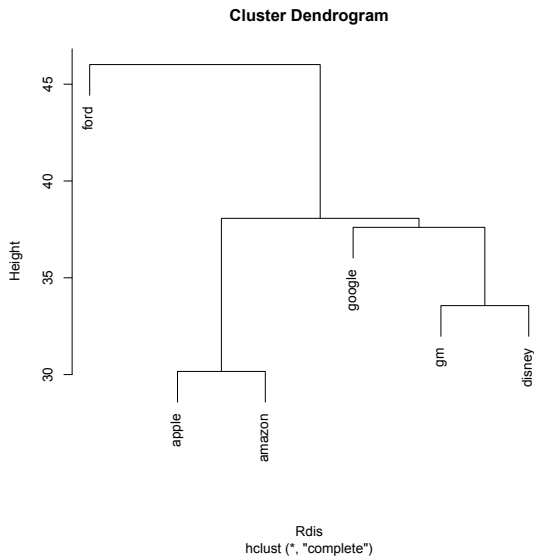 Cluster Dendrogram
Height
45
40
35
30
ford
apple
amazon
google
gm
disney
Rdis
hclust (*, "complete")